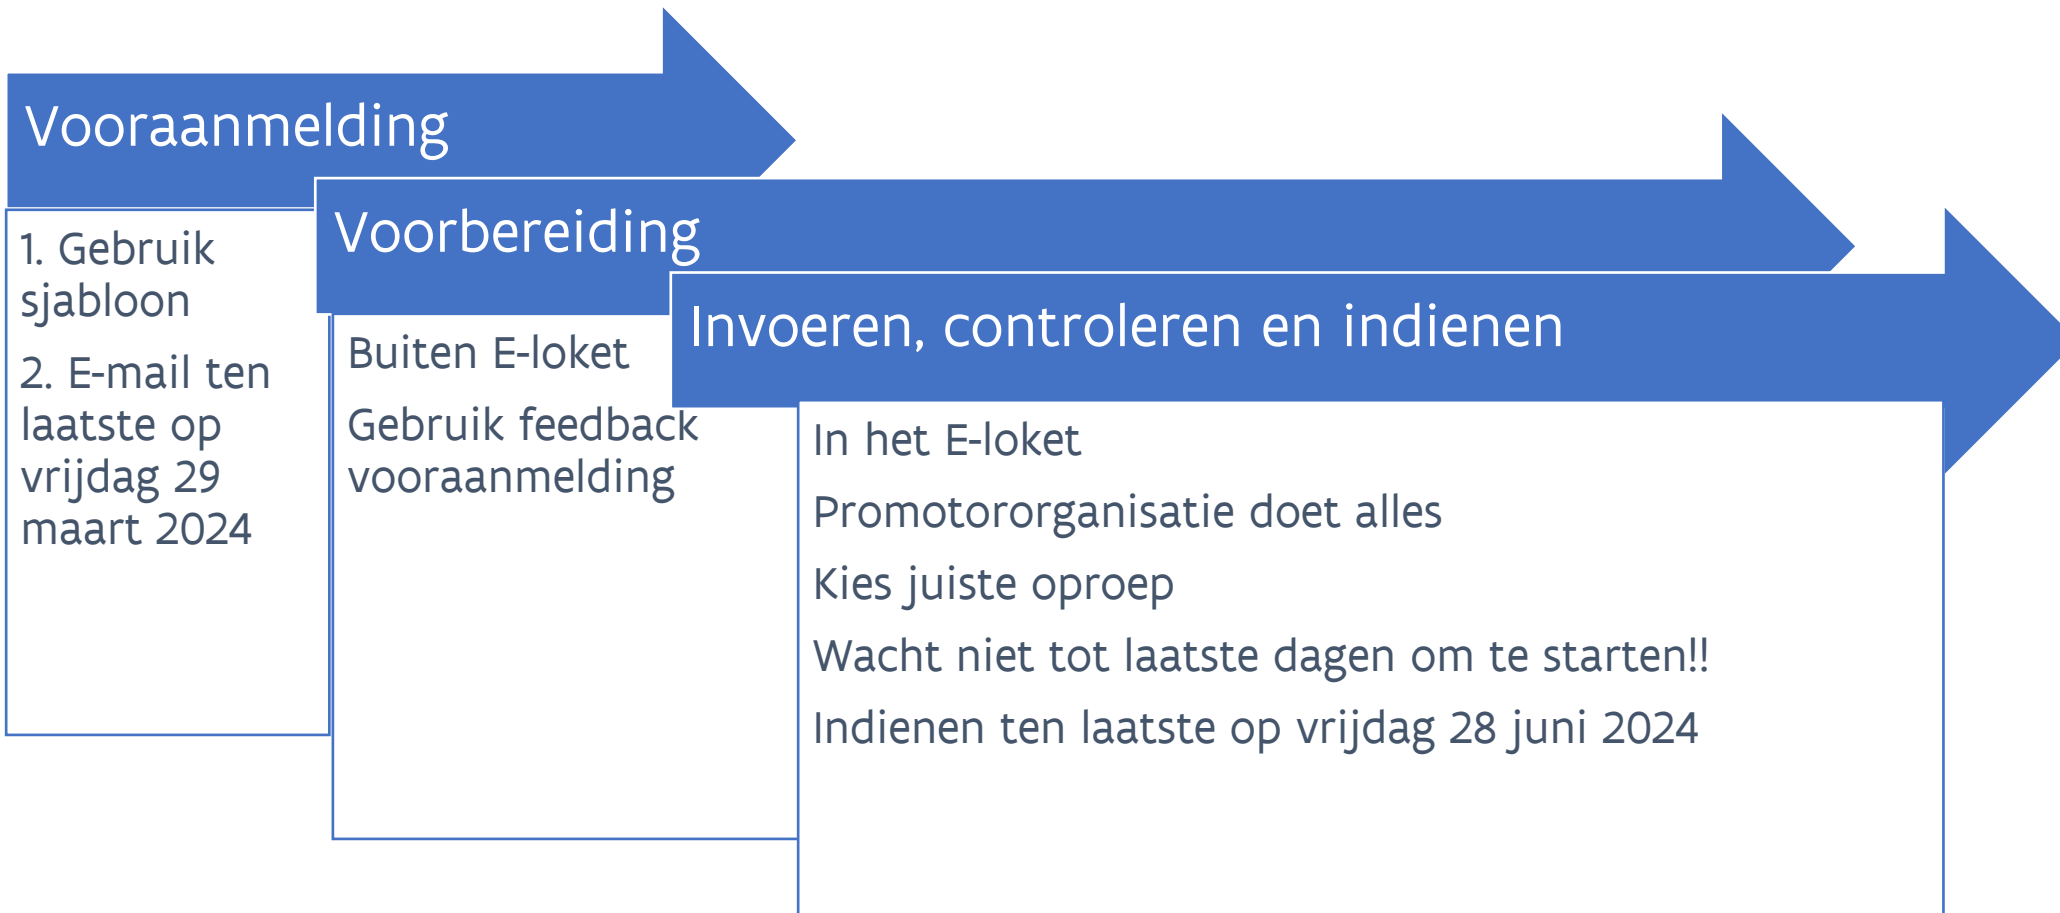 Vooraanmelding
1. Gebruik
sjabloon
2. E-mail ten
laatste op
vrijdag 29
maart 2024
Voorbereiding
Buiten E-loket
Gebruik feedback
vooraanmelding
Invoeren, controleren en indienen
In het E-loket
Promotororganisatie doet alles
Kies juiste oproep
Wacht niet tot laatste dagen om te starten!!
Indienen ten laatste op vrijdag 28 juni 2024